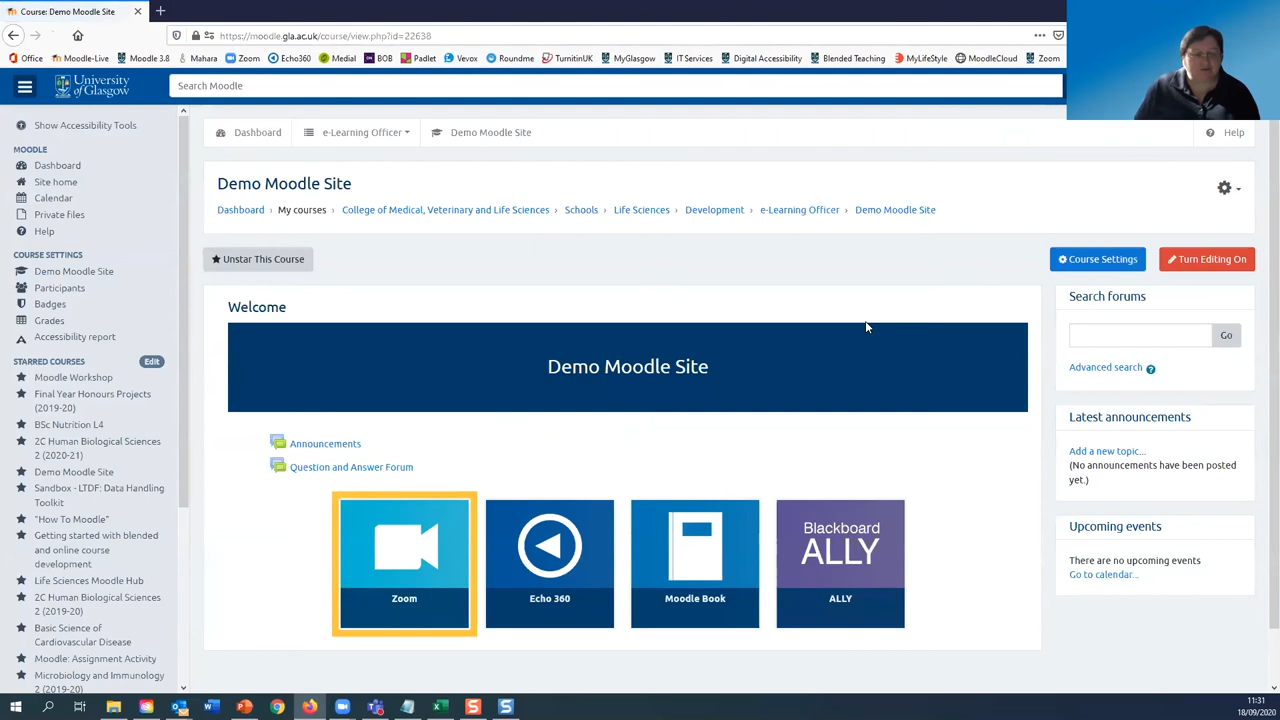 Course: Demo Moodle Site
https://moodle.gla.ac.uk/course/view.php?id=22638
Office Moodle-Live Moodle 3.8 Mahara Zoom Echo360 Medial BOB Padlet Vevox Roundme TurnitinUK MyGlasgow IT Services Digital Accessibility Blended Teaching MyLifeStyle MoodleCloud Zoom
University of Glasgow
Search Moodle
Show Accessibility Tools
MOODLE
Dashboard
Site home
Calendar
Private files
Help
COURSE SETTINGS
Demo Moodle Site
Participants
Badges
Grades
Accessibility report
STARRED COURSES Edit
Moodle Workshop
Final Year Honours Projects
(2019-20)
BSc Nutrition L4
2C Human Biological Sciences
2 (2020-21)
Demo Moodle Site
Sandbox - LTDF: Data Handling
Toolkit
"How To Moodle"
Getting started with blended
and online course
development
Life Sciences Moodle Hub
2C Human Biological Sciences
2 (2019-20)
Basic Science of
Cardiovascular Disease
Moodle: Assignment Activity
Microbiology and Immunology
2 (2019-20)
Dashboard e-Learning Officer Demo Moodle Site Help
Demo Moodle Site
Dashboard › My courses › College of Medical, Veterinary and Life Sciences › Schools › Life Sciences › Development › e-Learning Officer › Demo Moodle Site
Unstar This Course Course Settings Turn Editing On
Welcome
Demo Moodle Site
Announcements
Question and Answer Forum
Zoom
Echo 360
Moodle Book
Blackboard
ALLY
ALLY
Search forums
Go
Advanced search ?
Latest announcements
Add a new topic...
(No announcements have been posted
yet.)
Upcoming events
There are no upcoming events
Go to calendar...
11:31
18/09/2020